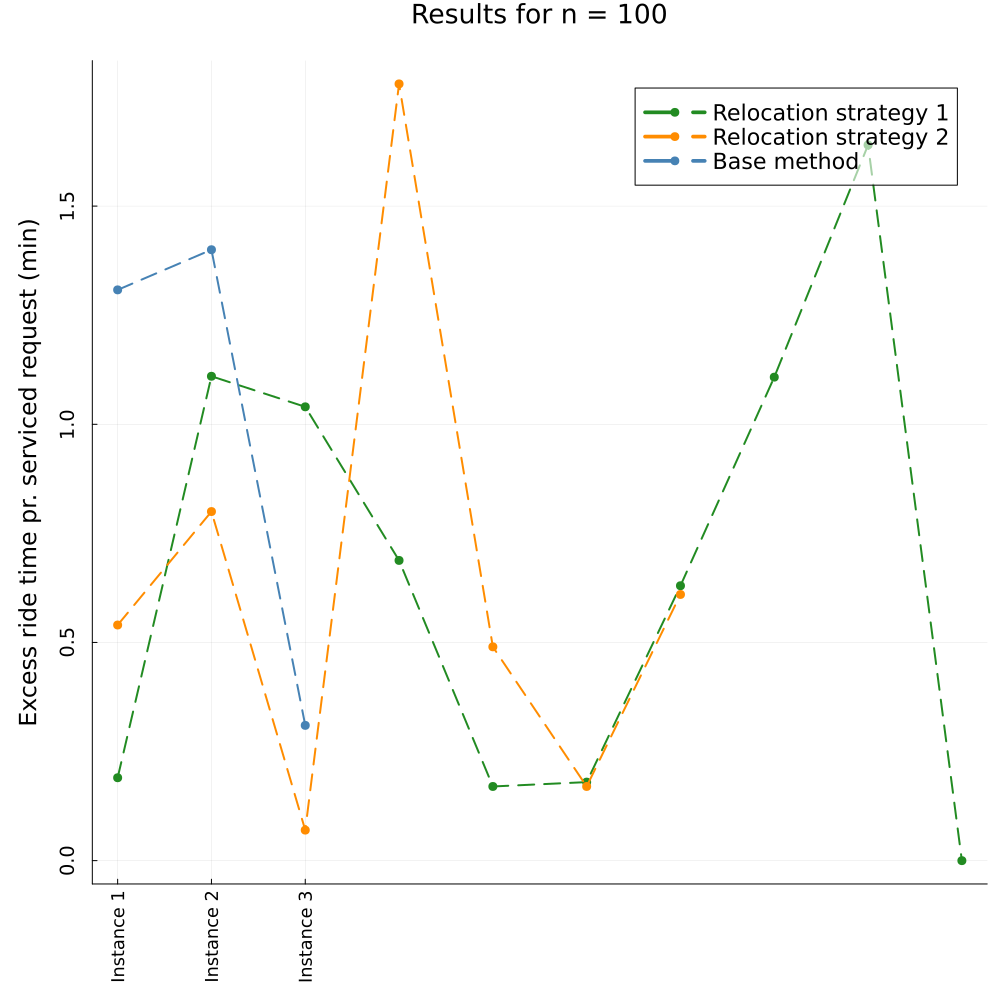 Results for n = 100
Relocation strategy 1
Relocation strategy 2
Base method
Excess ride time pr. serviced request (min)
1.5
1.0
0.5
0.0
Instance 1
Instance 2
Instance 3